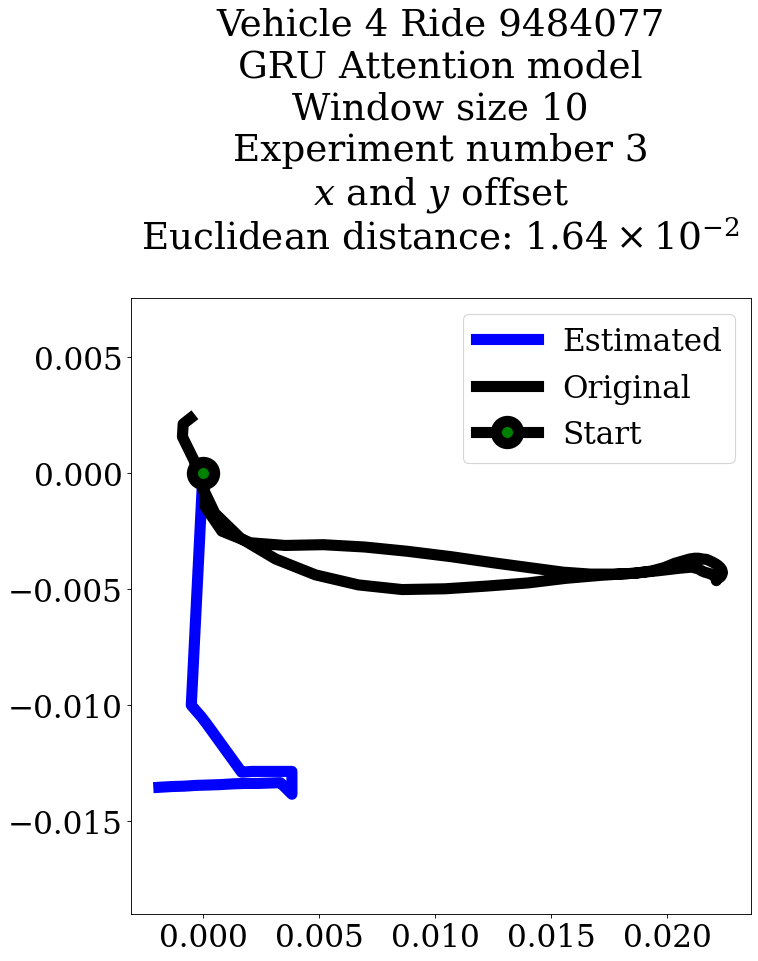 Vehicle 4 Ride 9484077
GRU Attention model
Window size 10
Experiment number 3
x and y offset
Euclidean distance: 1.64 × 10⁻²
Estimated
Original
Start
0.005
0.000
−0.005
−0.010
−0.015
0.000 0.005 0.010 0.015 0.020